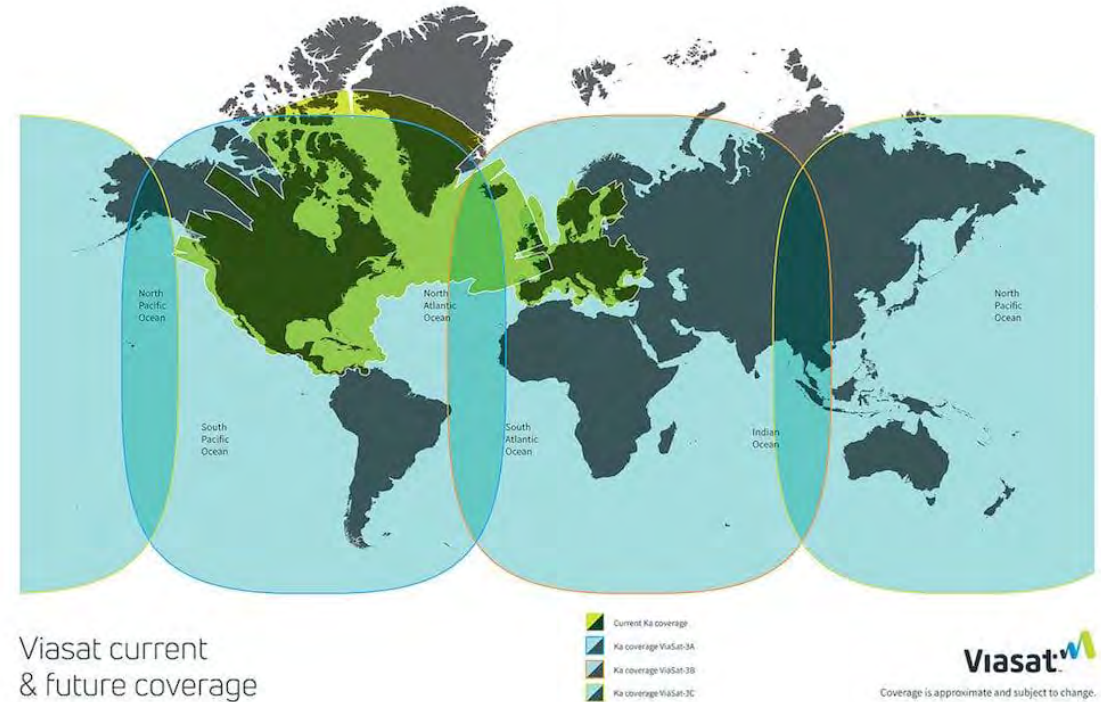 North
Pacific
Ocean
North
Atlantic
Ocean
North
Pacific
Ocean
South
Pacific
Ocean
South
Atlantic
Ocean
Indian
Ocean
Viasat current
& future coverage
Current Ka coverage
Ka coverage ViaSat-3A
Ka coverage ViaSat-3B
Ka coverage ViaSat-3C
Viasat
Coverage is approximate and subject to change.